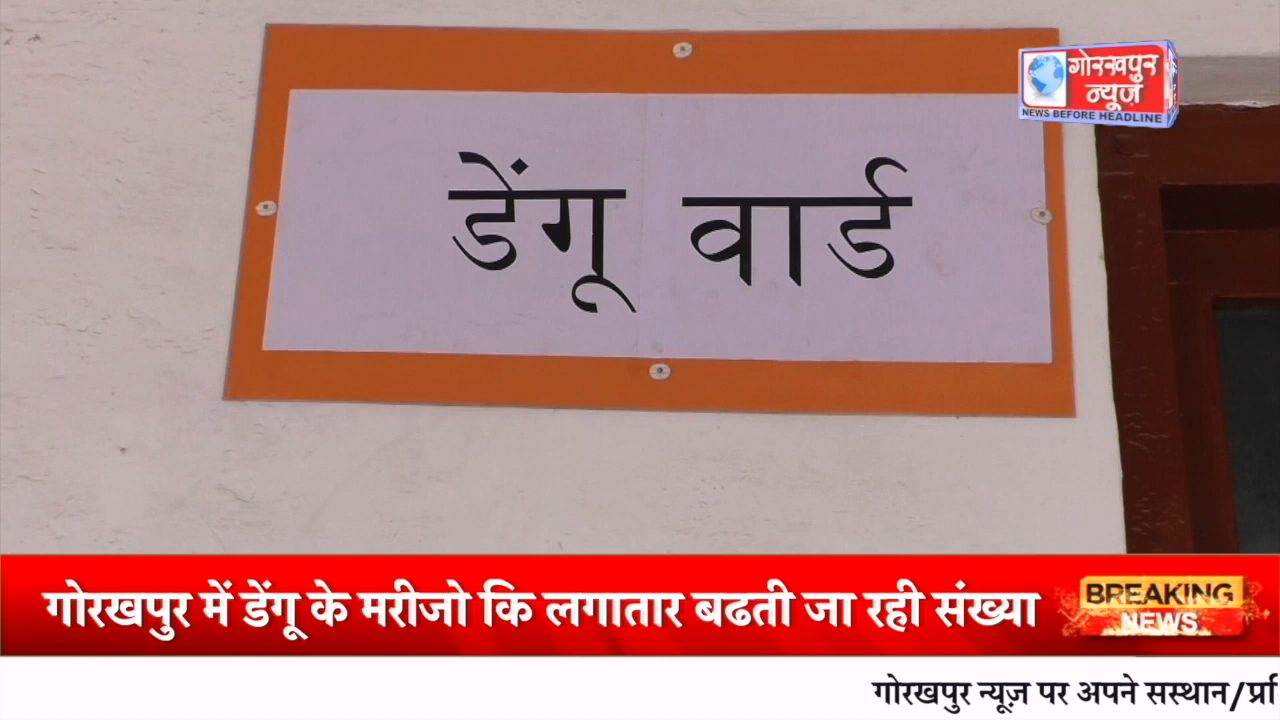 गोरखपुर
न्यूज़
NEWS BEFORE HEADLINE
डेंगू वार्ड
गोरखपुर में डेंगू के मरीजो कि लगातार बढती जा रही संख्या
BREAKING
NEWS
गोरखपुर न्यूज़ पर अपने सस्थान/